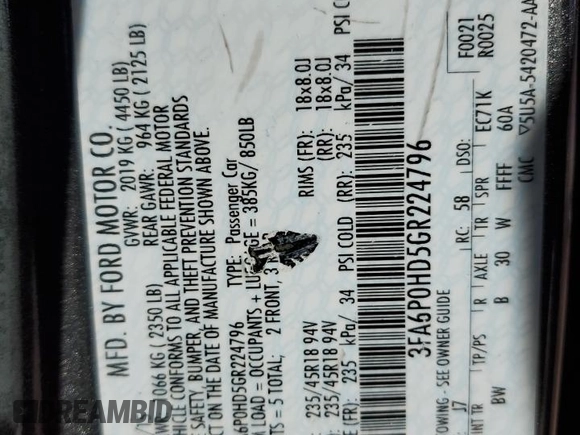 MFD. BY FORD MOTOR CO.
GVWR: 2019 KG ( 4450 LB)
1066 KG ( 2350 LB) REAR GAWR: 964 KG ( 2125 LB)
VEHICLE CONFORMS TO ALL APPLICABLE FEDERAL MOTOR
SAFETY, BUMPER, AND THEFT PREVENTION STANDARDS
ON THE DATE OF MANUFACTURE SHOWN ABOVE.
6P0HD5GR224796 TYPE: Passenger Car
LOAD = OCCUPANTS + LUGGAGE = 385KG/ 850LB
S = 5 TOTAL: 2 FRONT, 3
235/45R18 94V RIMS (FR): 18x8.0J
235/45R18 94V (RR): 18x8.0J
(FR): 235 kPa/ 34 PSI COLD (RR): 235 kPa/ 34 PSI C
3FA6P0HD5GR224796
OWING - SEE OWNER GUIDE
J7 RC: 58 DSO: F0021
R0025
INT TR TP/PS R AXLE TR SPR EC71K
BW B 30 W FFFF 60A
CMC 5U5A-5420472-AA
DREAMBID